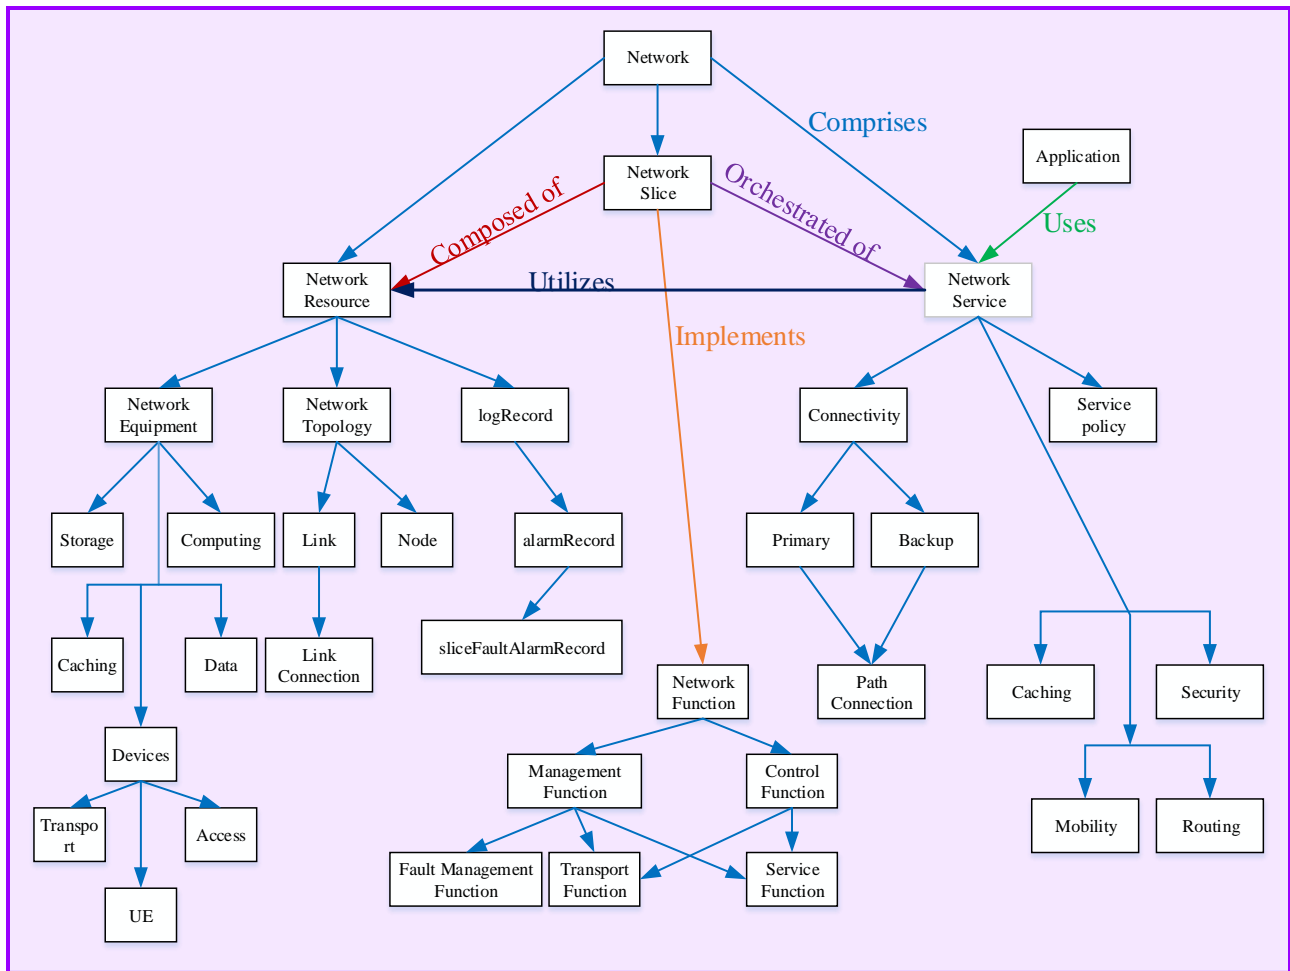 Network
Comprises
Application
Network
Slice
Orchestrated of
Composed of
Uses
Network
Resource
Utilizes
Network
Service
Implements
Network
Equipment
Network
Topology
logRecord
Connectivity
Service
policy
Storage
Computing
Link
Node
alarmRecord
Primary
Backup
Caching
Data
Link
Connection
sliceFaultAlarmRecord
Network
Function
Path
Connection
Caching
Security
Devices
Management
Function
Control
Function
Transpo
rt
Access
Mobility
Routing
Fault Management
Function
Transport
Function
Service
Function
UE